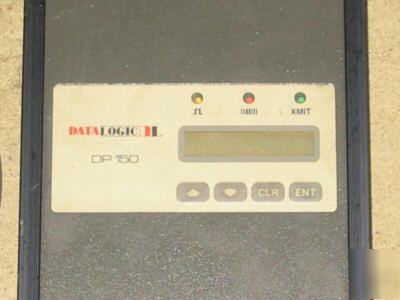 XMIT
DATALOGIC
DP 150
CLR ENT